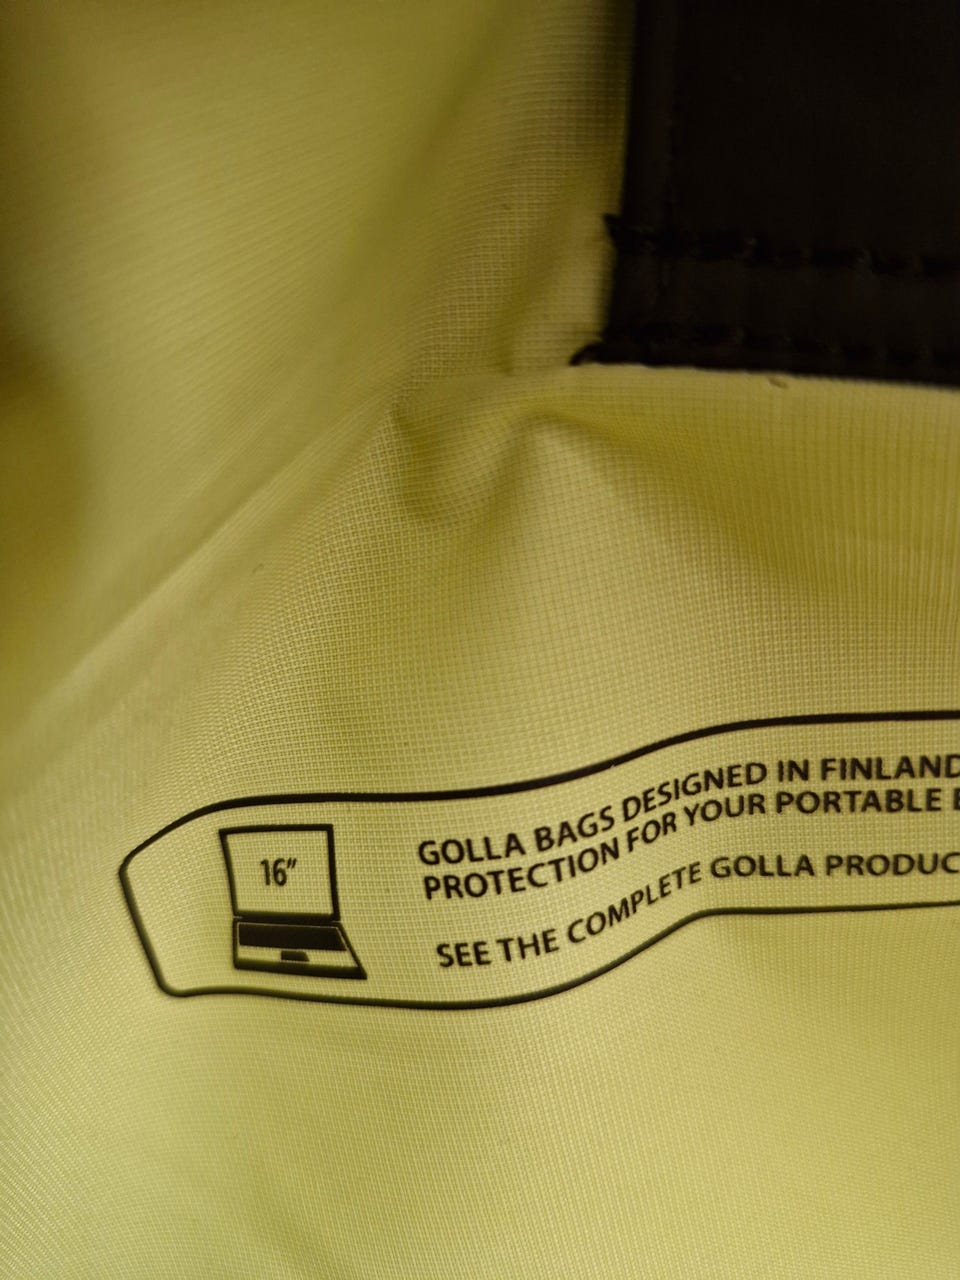 16"
GOLLA BAGS DESIGNED IN FINLAND
PROTECTION FOR YOUR PORTABLE
SEE THE COMPLETE GOLLA